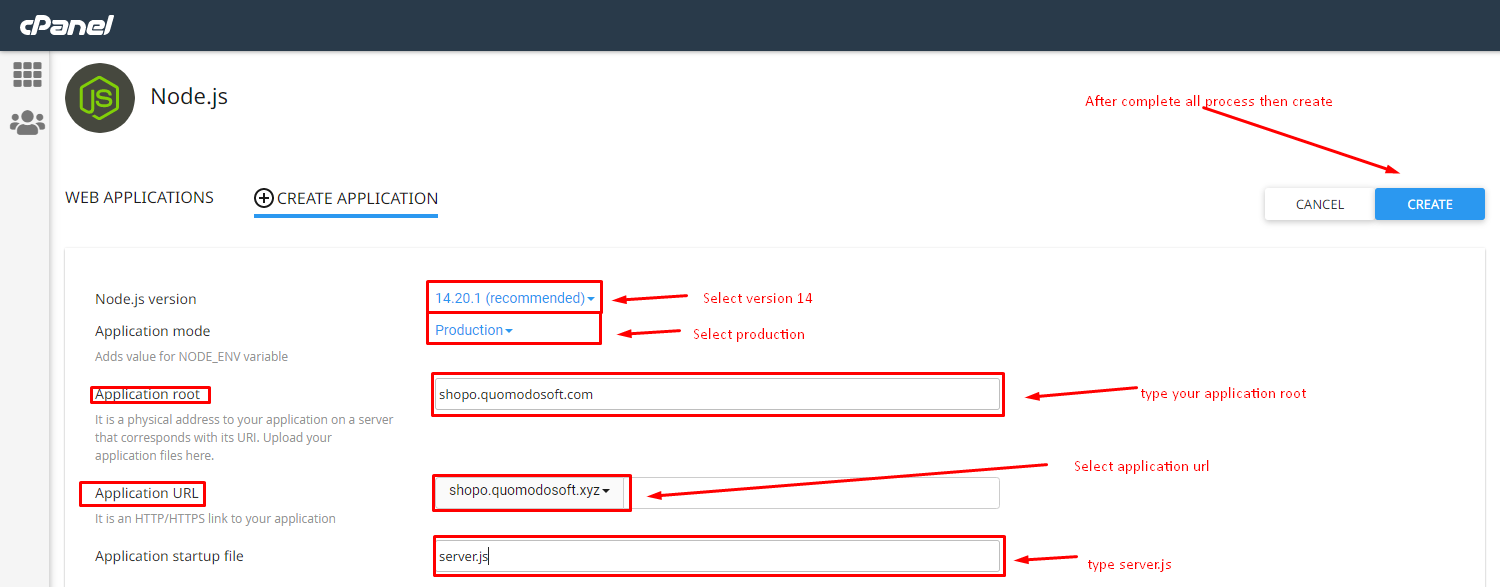 cPanel
JS
Node.js
After complete all process then create
WEB APPLICATIONS
CREATE APPLICATION
CANCEL
CREATE
Node.js version
14.20.1 (recommended)
Select version 14
Application mode
Production
Select production
Adds value for NODE_ENV variable
Application root
shopo.quomodosoft.com
type your application root
It is a physical address to your application on a server
that corresponds with its URI. Upload your
application files here.
Select application url
Application URL
shopo.quomodosoft.xyz
It is an HTTP/HTTPS link to your application
Application startup file
server.js
type server.js